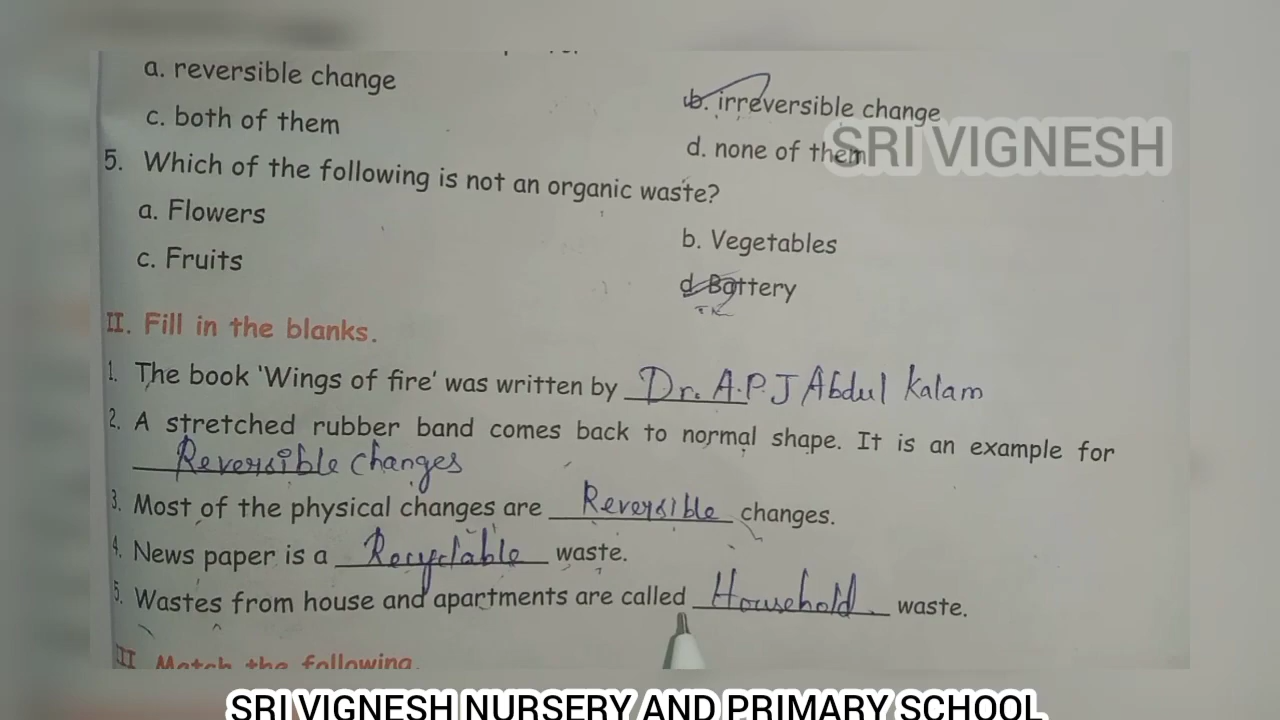 a. reversible change
b. irreversible change
c. both of them
d. none of them
SRI VIGNESH
5. Which of the following is not an organic waste?
a. Flowers
b. Vegetables
c. Fruits
d. Battery
II. Fill in the blanks.
1. The book 'Wings of fire' was written by Dr. A.P.J Abdul Kalam
2. A stretched rubber band comes back to normal shape. It is an example for
Reversible changes
3. Most of the physical changes are Reversible changes.
4. News paper is a Recyclable waste.
5. Wastes from house and apartments are called Household waste.
Match the following.
SRI VIGNESH NURSERY AND PRIMARY SCHOOL